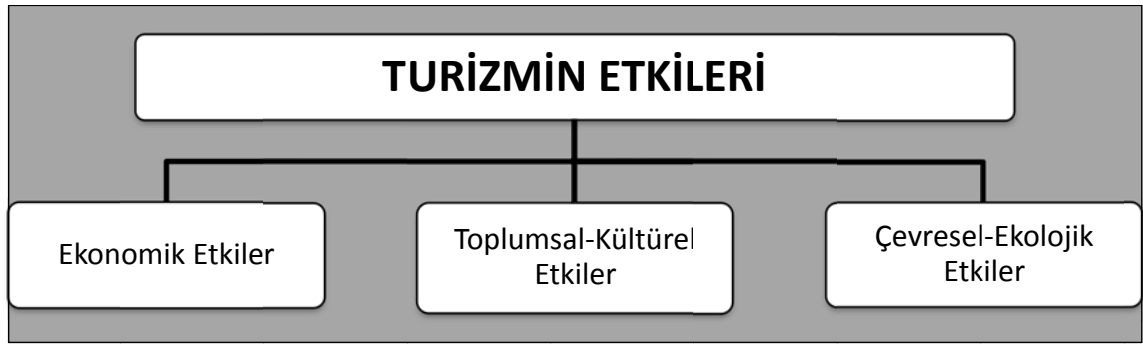 TURİZMİN ETKİLERİ
Ekonomik Etkiler
Toplumsal-Kültürel
Etkiler
Çevresel-Ekolojik
Etkiler